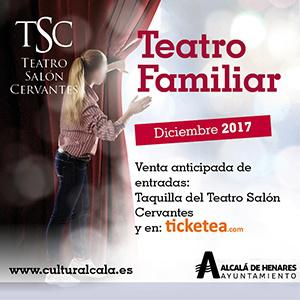 TSC
TEATRO
SALÓN
CERVANTES
Teatro
Familiar
Diciembre 2017
Venta anticipada de
entradas:
Taquilla del Teatro Salón
Cervantes
y en: ticketea.com
www.culturalcala.es
ALCALÁ DE HENARES
AYUNTAMIENTO